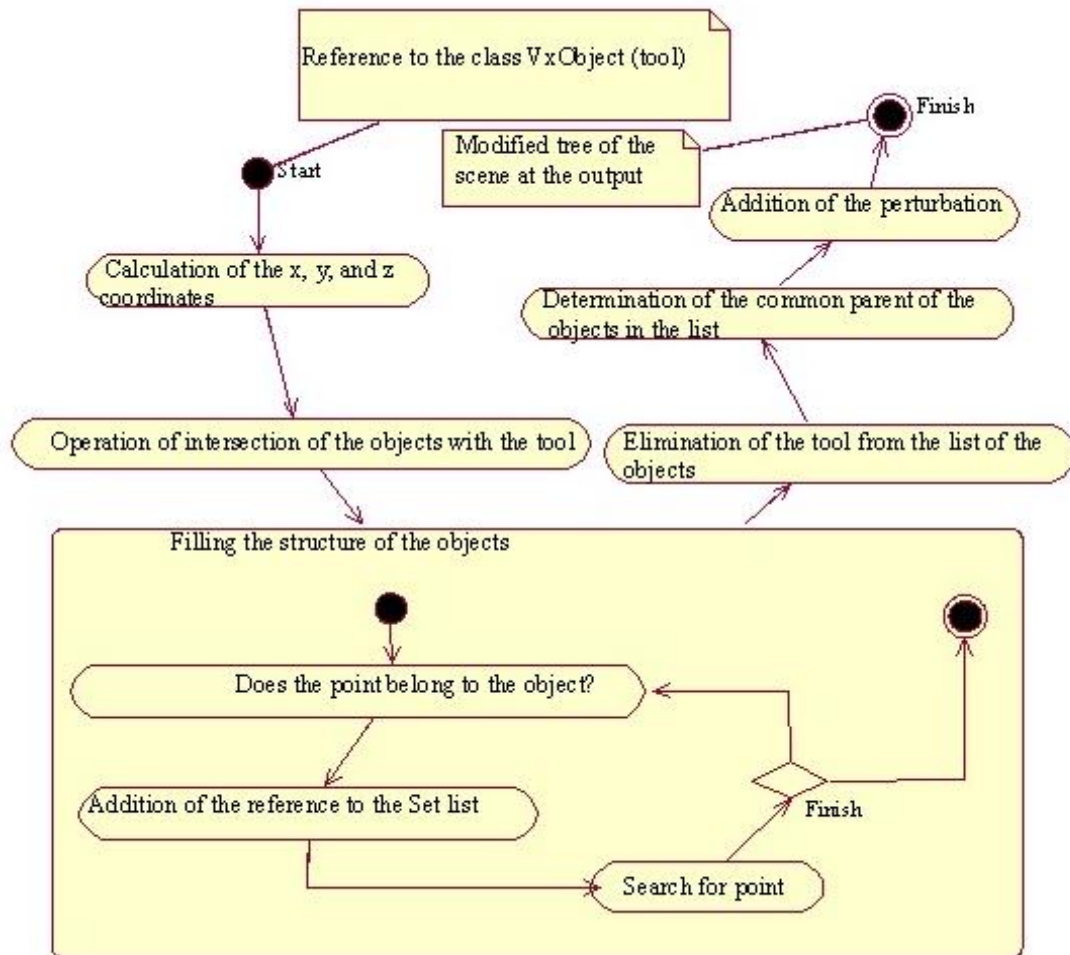 Reference to the class VxObject (tool)
Finish
Modified tree of the
scene at the output
Start
Addition of the perturbation
Calculation of the x, y, and z
coordinates
Determination of the common parent of the
objects in the list
Operation of intersection of the objects with the tool
Elimination of the tool from the list of the
objects
Filling the structure of the objects
Does the point belong to the object?
Addition of the reference to the Set list
Finish
Search for point